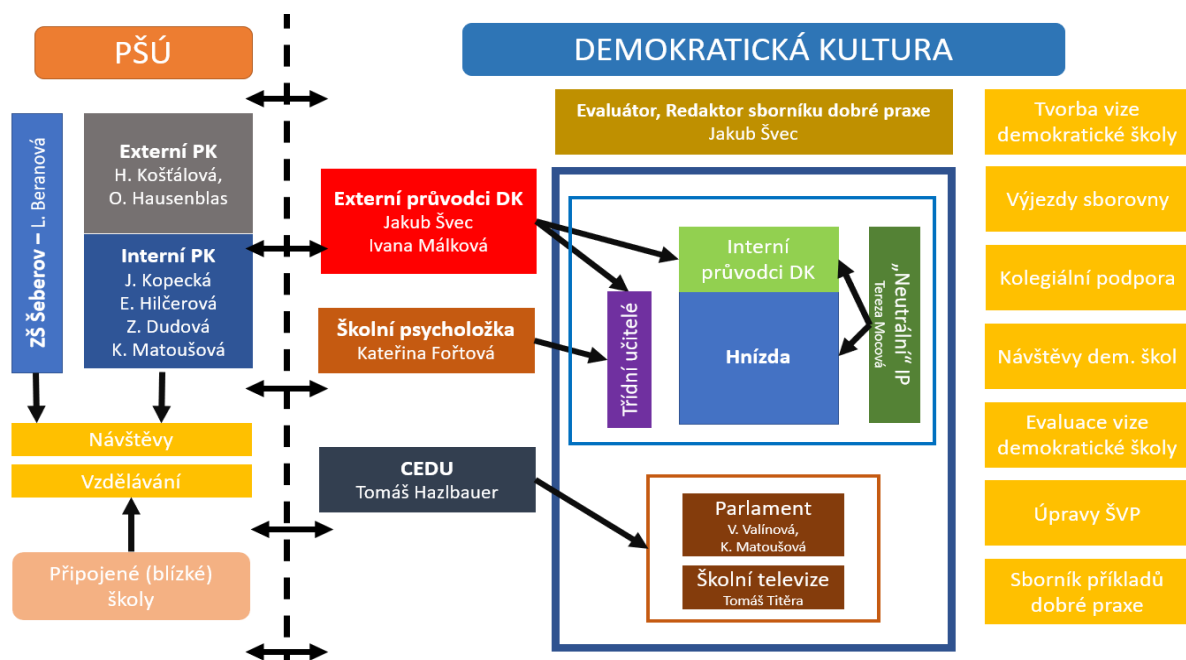 PŠÚ
ZŠ Šeberov – L. Beranová
Externí PK
H. Košťálová,
O. Hausenblas
Interní PK
J. Kopecká
E. Hilčerová
Z. Dudová
K. Matoušová
Návštěvy
Vzdělávání
Připojené (blízké)
školy
DEMOKRATICKÁ KULTURA
Evaluátor, Redaktor sborníku dobré praxe
Jakub Švec
Externí průvodci DK
Jakub Švec
Ivana Málková
Školní psycholožka
Kateřina Fořtová
CEDU
Tomáš Hazlbauer
Třídní učitelé
Interní
průvodci DK
Hnízda
„Neutrální“ IP
Tereza Mocová
Parlament
V. Valínová,
K. Matoušová
Školní televize
Tomáš Titěra
Tvorba vize
demokratické školy
Výjezdy sborovny
Kolegiální podpora
Návštěvy dem. škol
Evaluace vize
demokratické školy
Úpravy ŠVP
Sborník příkladů
dobré praxe